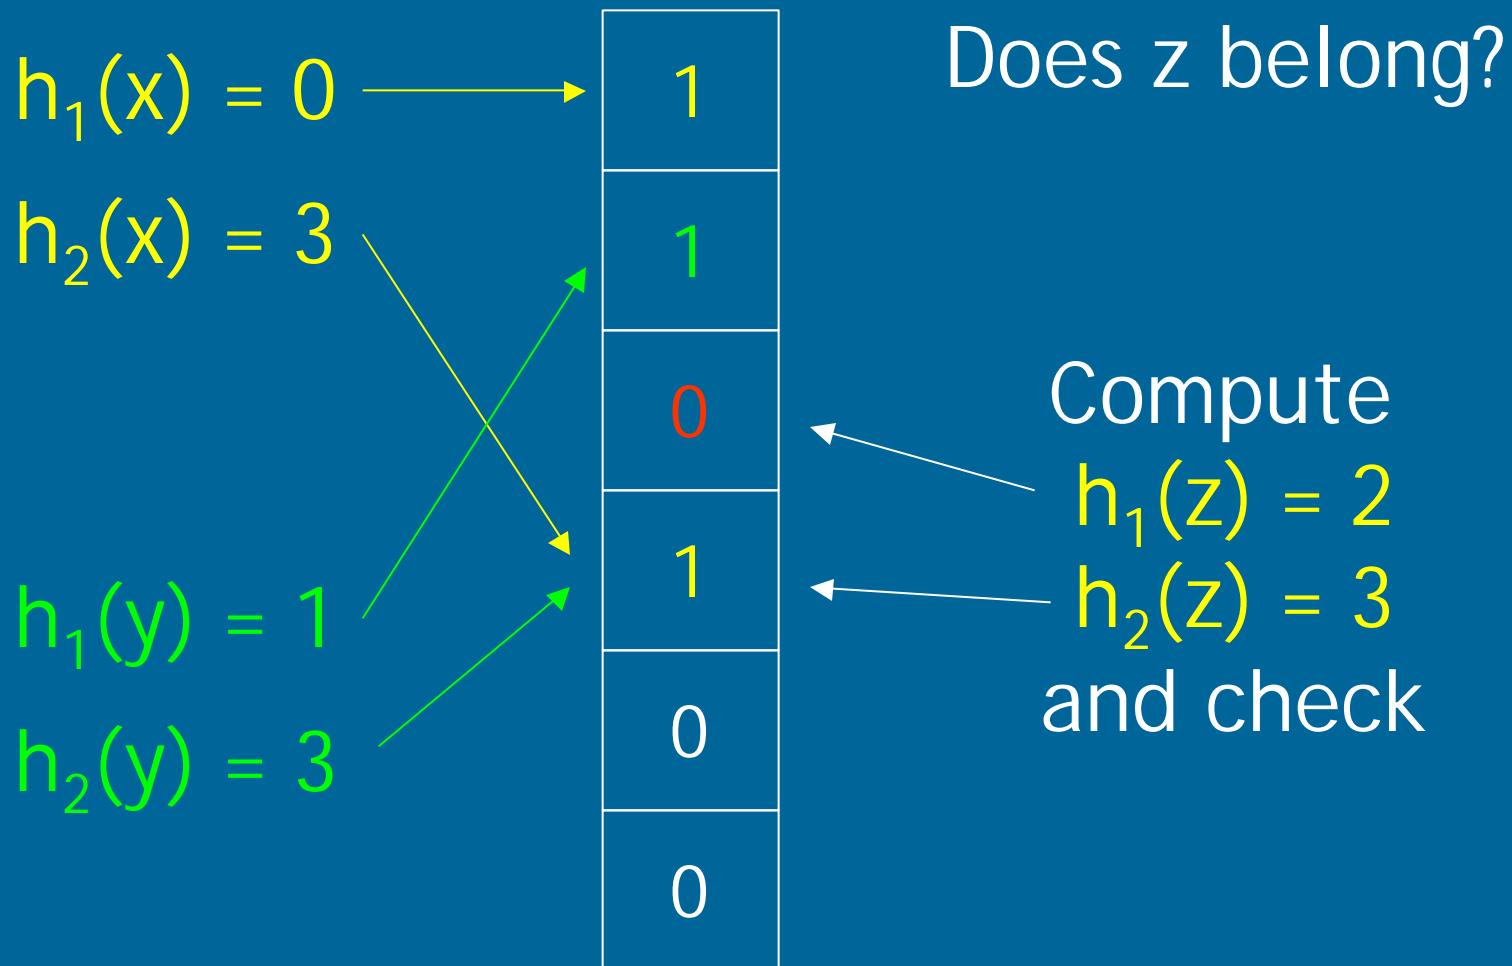 Does z belong?
h₁(x) = 0
h₂(x) = 3
h₁(y) = 1
h₂(y) = 3
1
1
0
1
0
0
Compute
h₁(z) = 2
h₂(z) = 3
and check